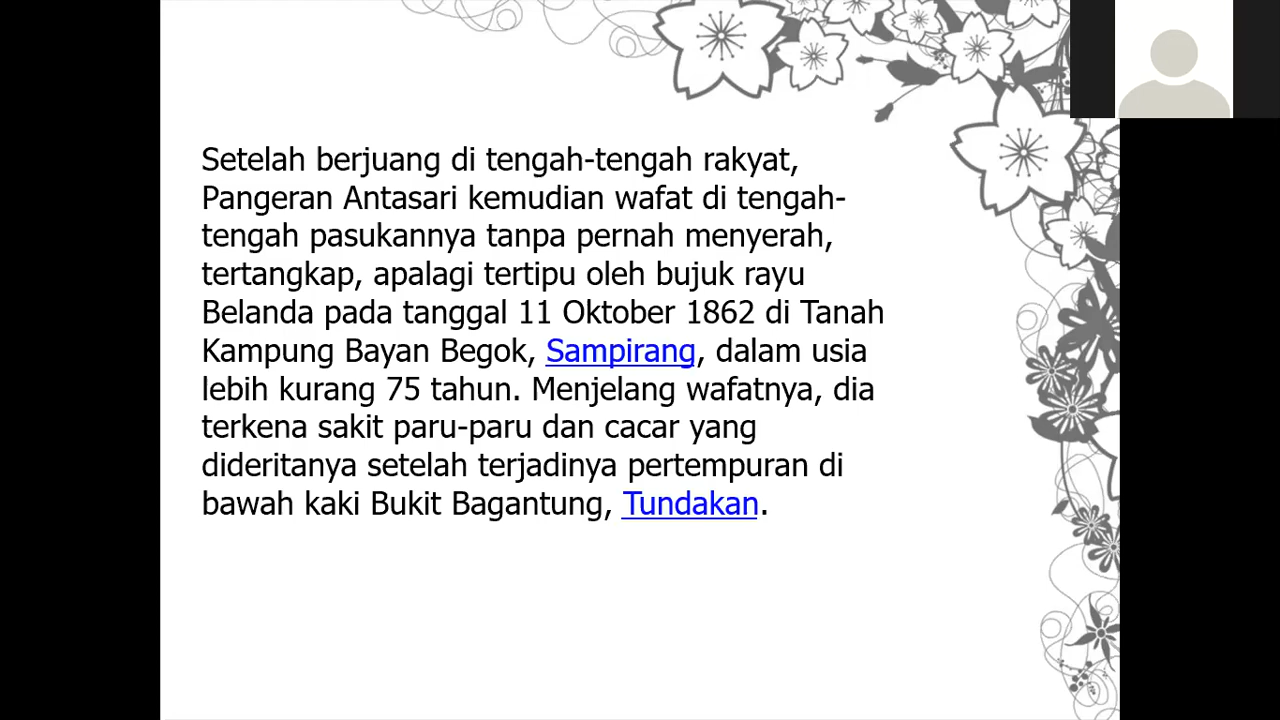 Setelah berjuang di tengah-tengah rakyat,
Pangeran Antasari kemudian wafat di tengah-
tengah pasukannya tanpa pernah menyerah,
tertangkap, apalagi tertipu oleh bujuk rayu
Belanda pada tanggal 11 Oktober 1862 di Tanah
Kampung Bayan Begok, Sampirang, dalam usia
lebih kurang 75 tahun. Menjelang wafatnya, dia
terkena sakit paru-paru dan cacar yang
dideritanya setelah terjadinya pertempuran di
bawah kaki Bukit Bagantung, Tundakan.